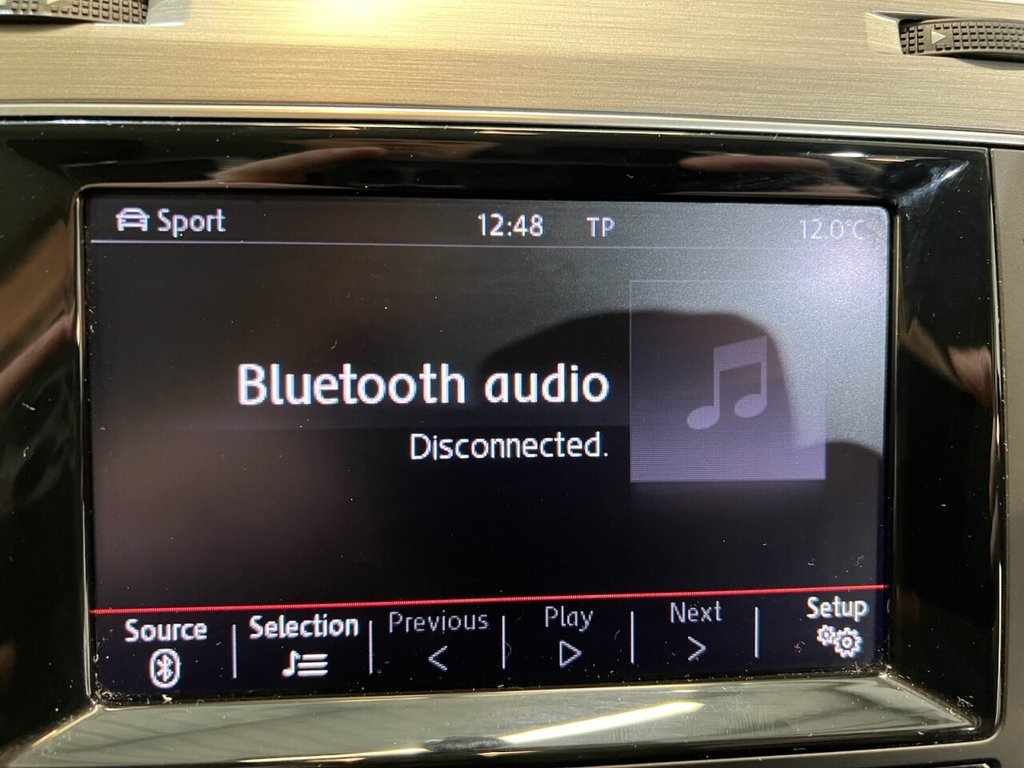 Sport 12:48 TP 12.0°C
Bluetooth audio
Disconnected.
Source Selection Previous Play Next Setup